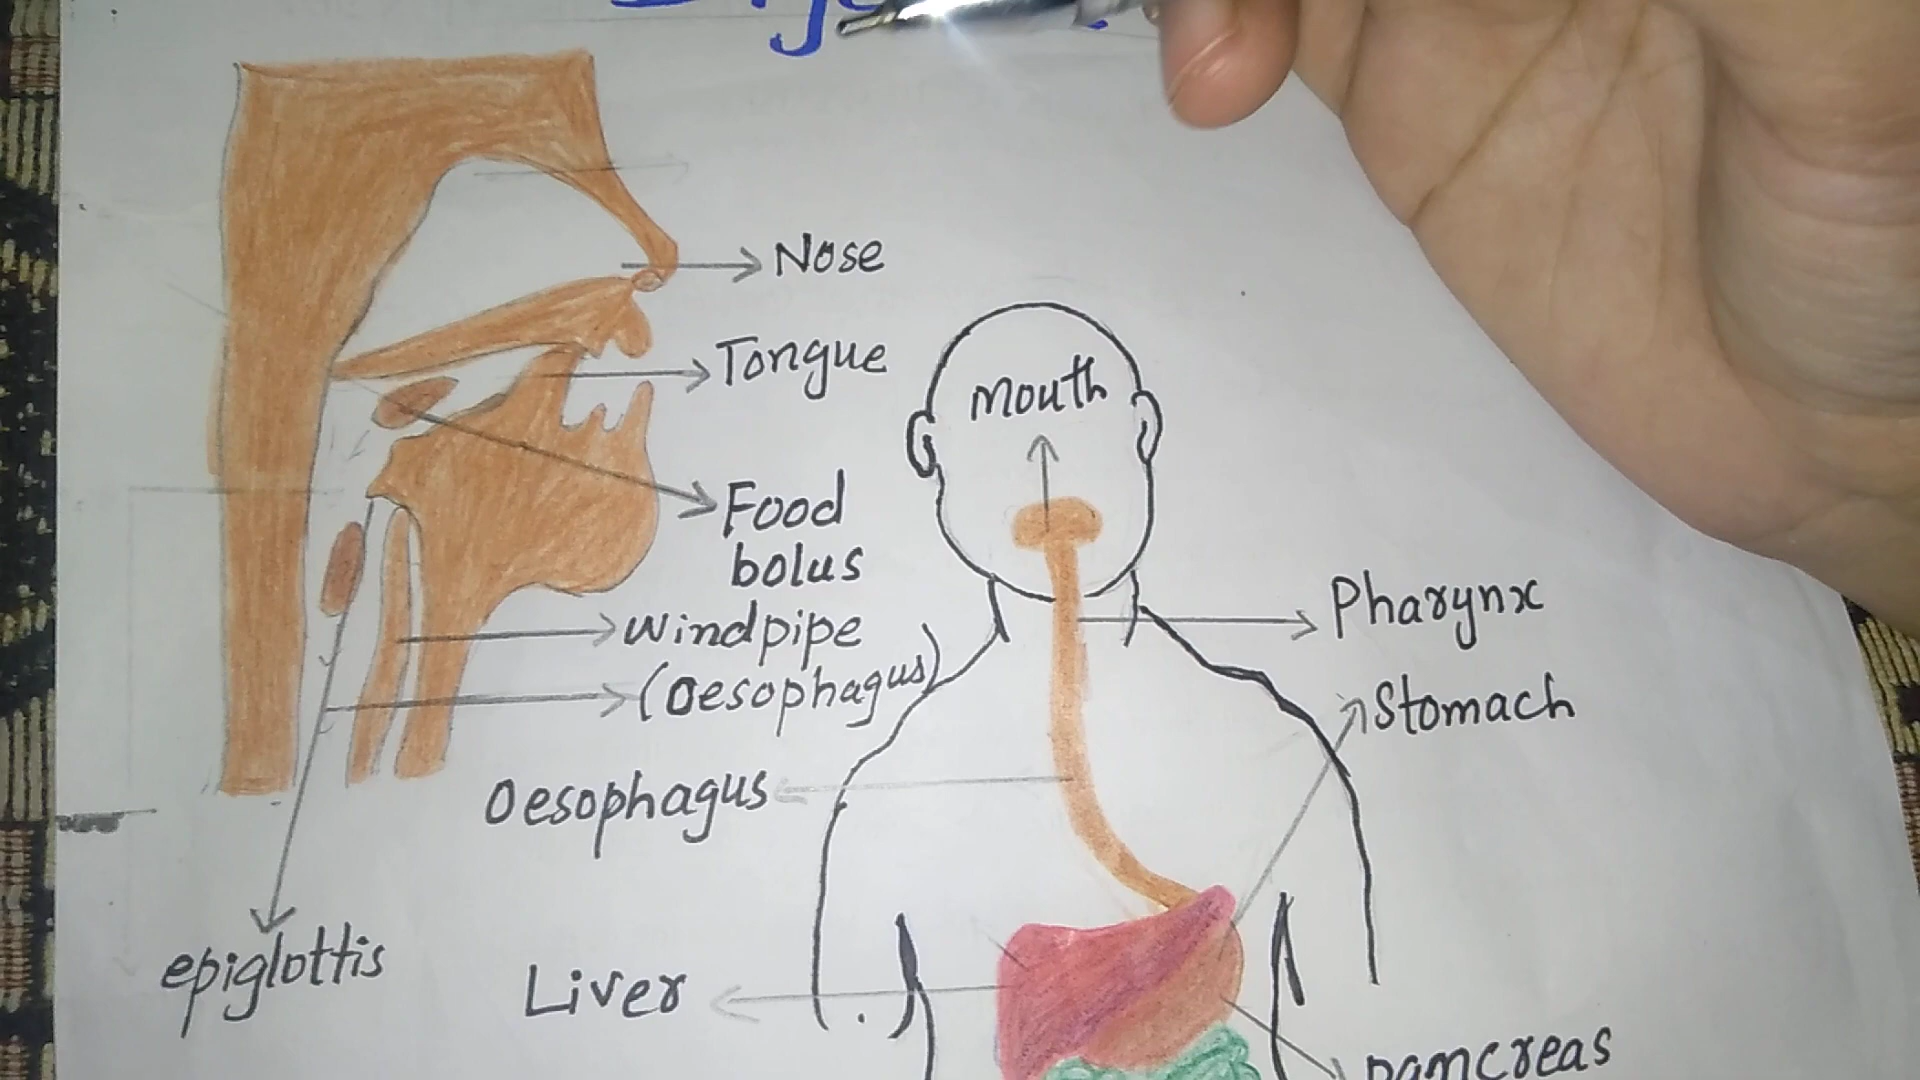 Nose
Tongue
mouth
Food
bolus
Windpipe
(Oesophagus)
Pharynx
Stomach
Oesophagus
epiglottis
Liver
pancreas